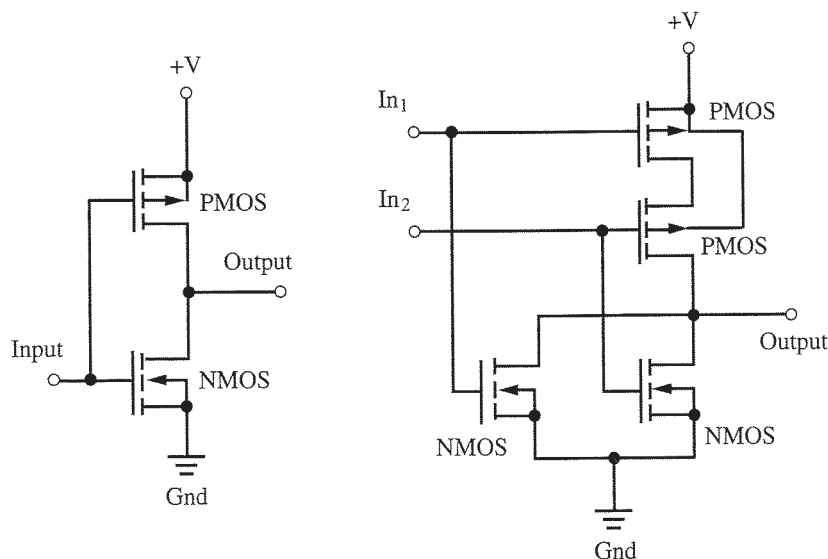 +V
PMOS
Output
Input
NMOS
Gnd
+V
In₁
PMOS
In₂
PMOS
Output
NMOS
NMOS
Gnd